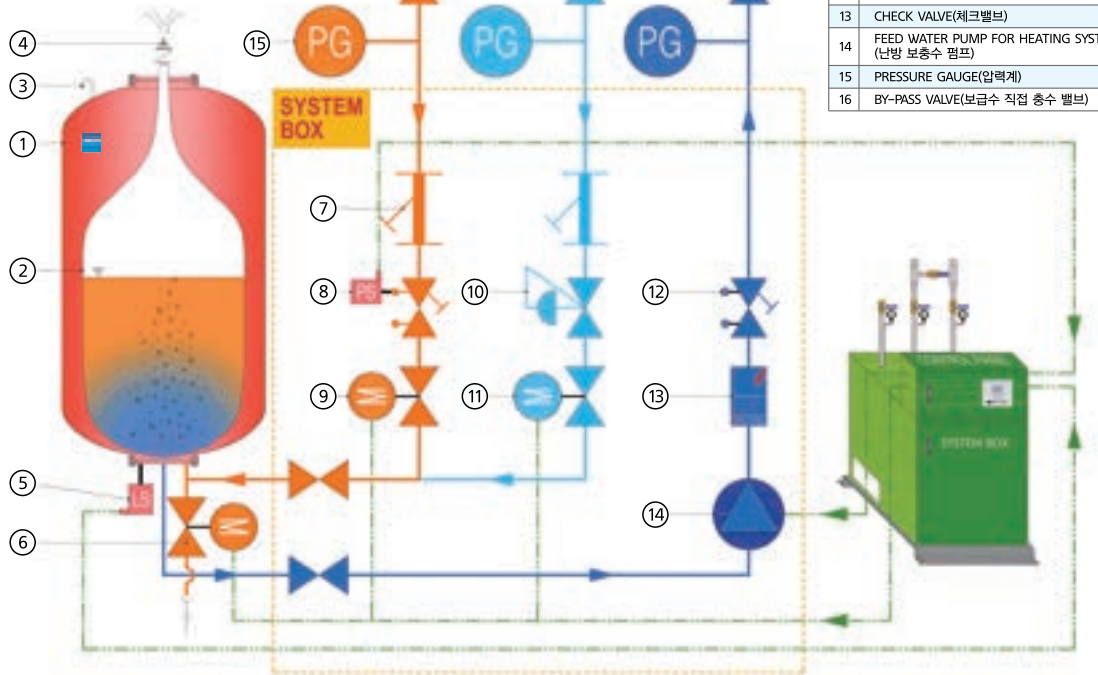 ④
③
①
②
⑤
⑥
⑮
PG
PG
PG
SYSTEM
BOX
⑦
⑧
PS
⑩
⑫
⑨
M
⑪
M
⑬
LS
M
⑭
SYSTEM BOX
13 CHECK VALVE(체크밸브)
14 FEED WATER PUMP FOR HEATING SYST
(난방 보충수 펌프)
15 PRESSURE GAUGE(압력계)
16 BY-PASS VALVE(보급수 직접 충수 밸브)